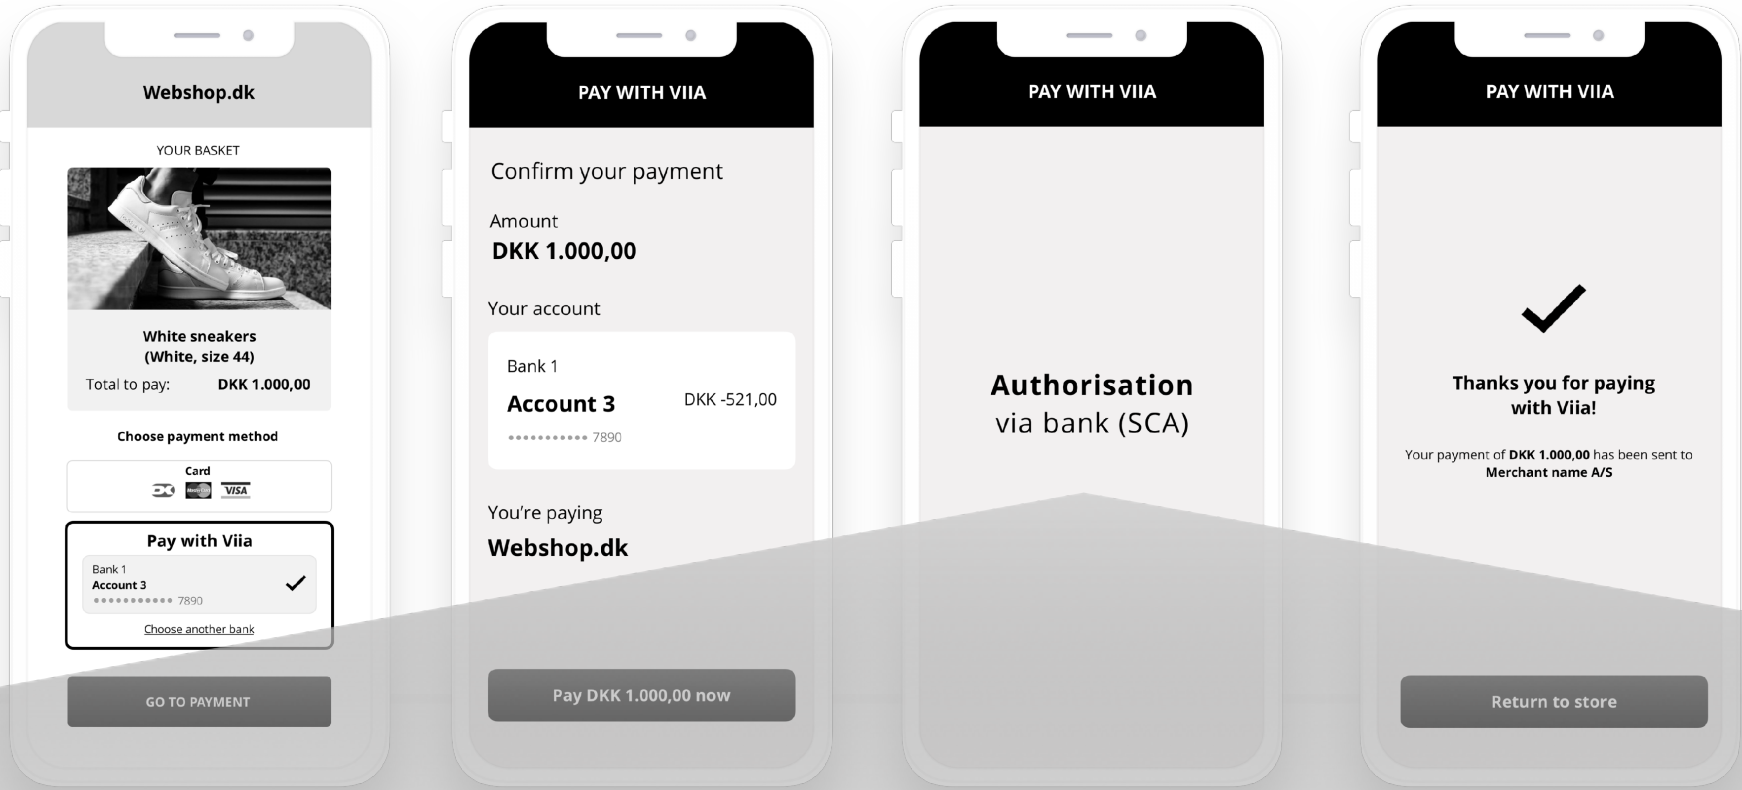 Webshop.dk
YOUR BASKET
White sneakers
(White, size 44)
Total to pay: DKK 1.000,00
Choose payment method
Card
VISA
Pay with Viia
Bank 1
Account 3
●●●●●●●●●●● 7890
Choose another bank
GO TO PAYMENT
PAY WITH VIIA
Confirm your payment
Amount
DKK 1.000,00
Your account
Bank 1
Account 3 DKK -521,00
●●●●●●●●●●● 7890
You're paying
Webshop.dk
Pay DKK 1.000,00 now
PAY WITH VIIA
Authorisation
via bank (SCA)
PAY WITH VIIA
Thanks you for paying
with Viia!
Your payment of DKK 1.000,00 has been sent to
Merchant name A/S
Return to store